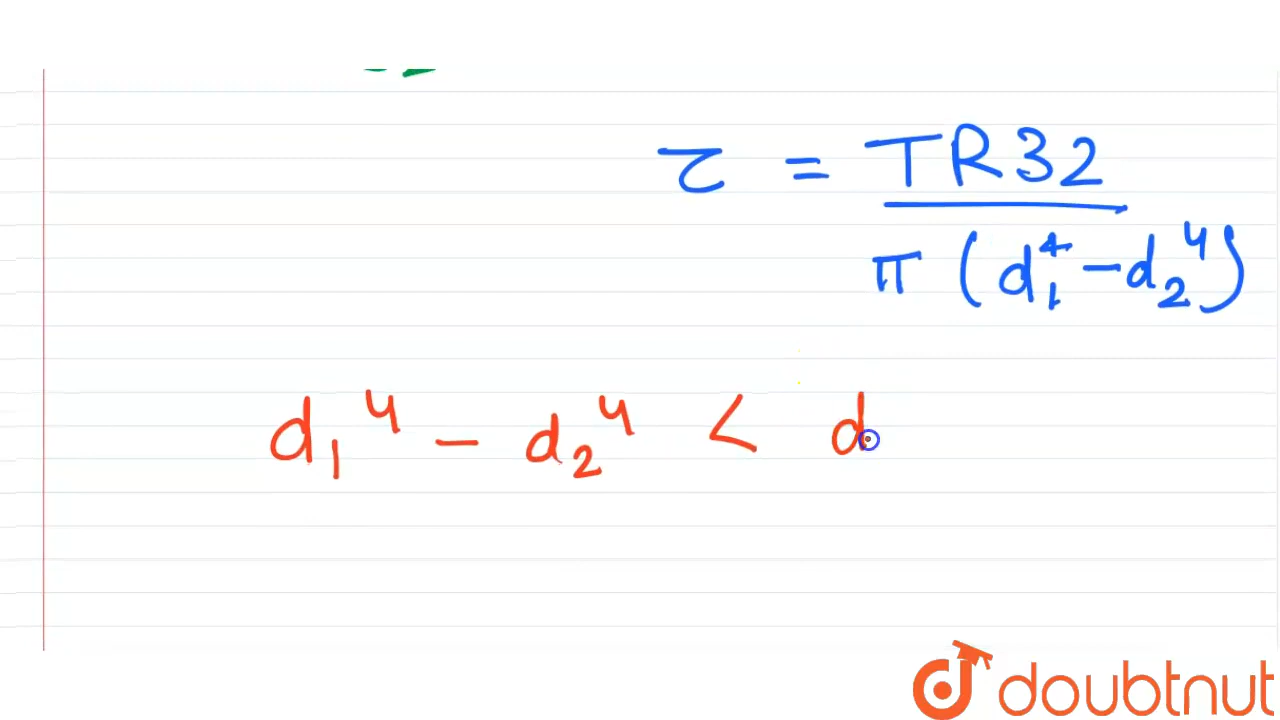 τ = TR32
π (d₁⁴ - d₂⁴)
d₁⁴ - d₂⁴ < d
doubtnut